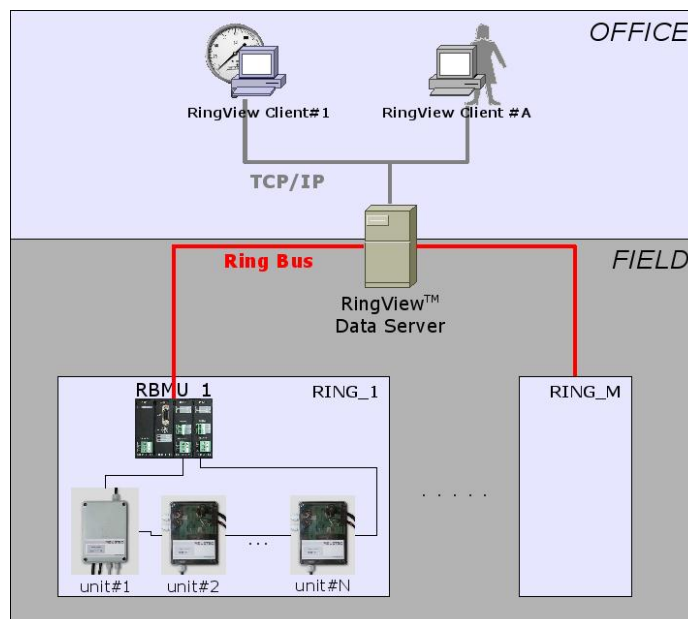 OFFICE
RingView Client#1
RingView Client #A
TCP/IP
Ring Bus
FIELD
RingView™
Data Server
RBMU_1
RING_1
RING_M
. . . . .
...
unit#1
unit#2
unit#N